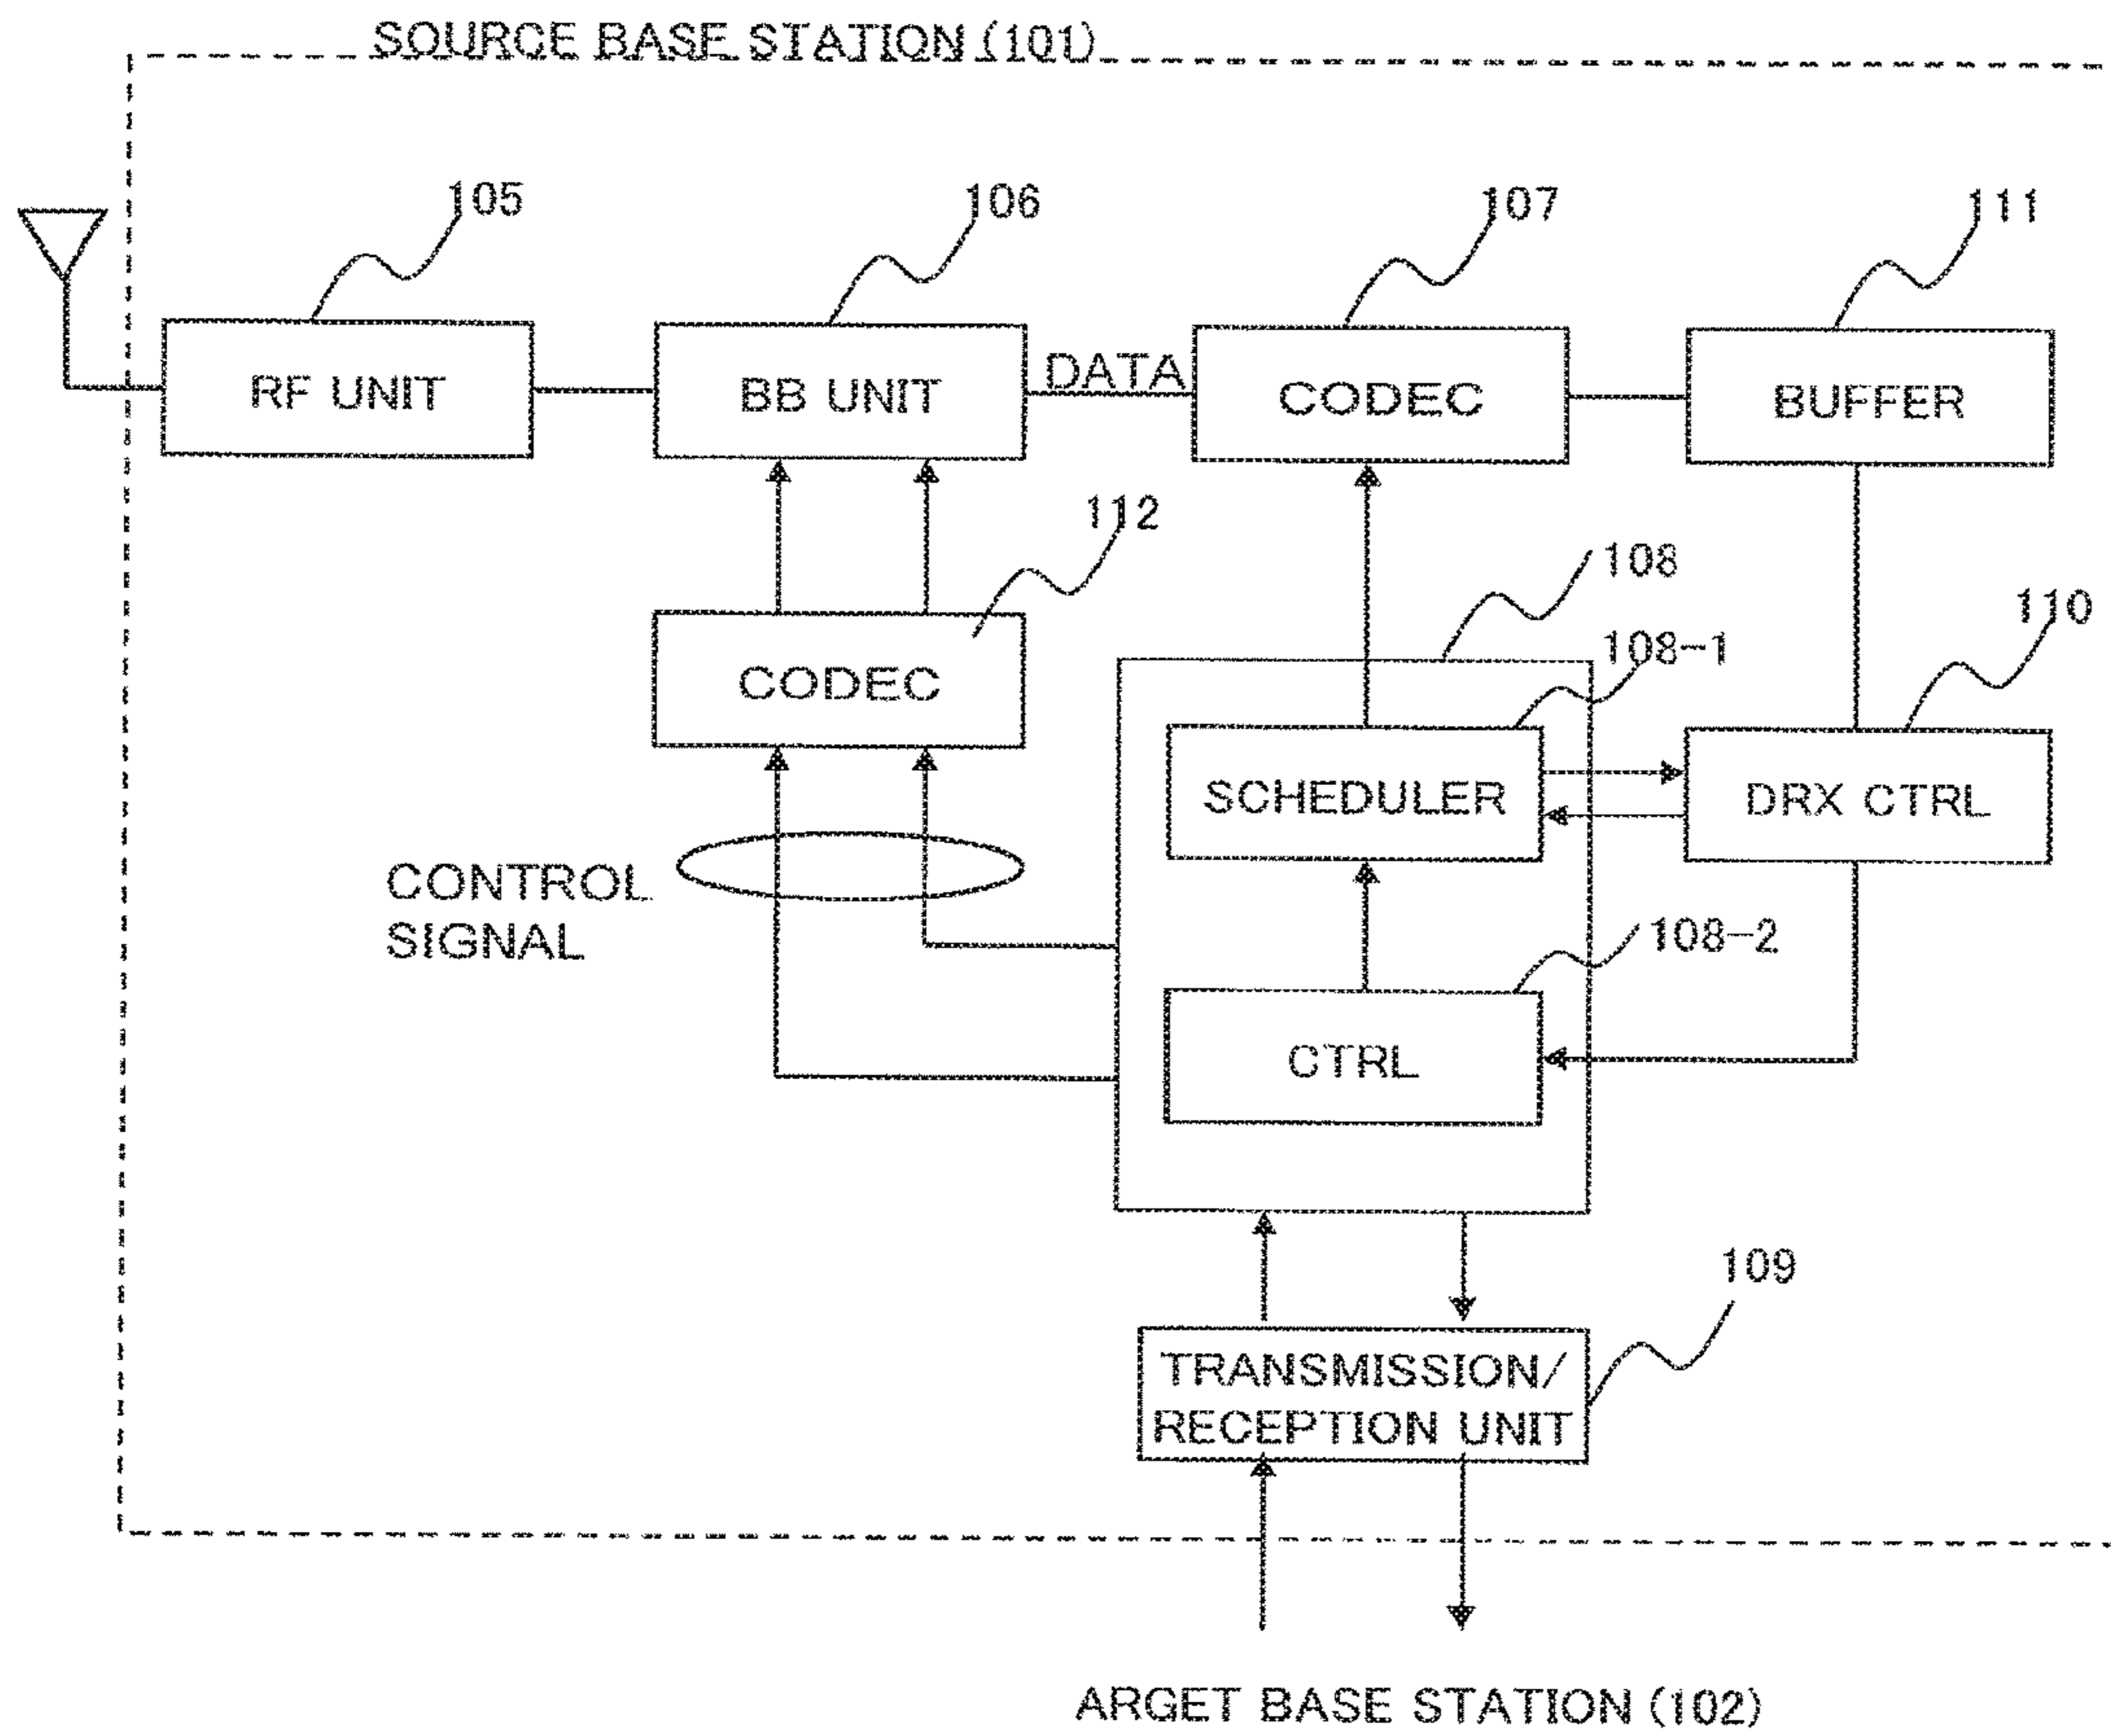 SOURCE BASE STATION (101)
105
106
107
111
RF UNIT
BB UNIT
DATA
CODEC
BUFFER
112
108
110
108-1
CODEC
SCHEDULER
DRX CTRL
CONTROL
SIGNAL
108-2
CTRL
109
TRANSMISSION/
RECEPTION UNIT
ARGET BASE STATION (102)